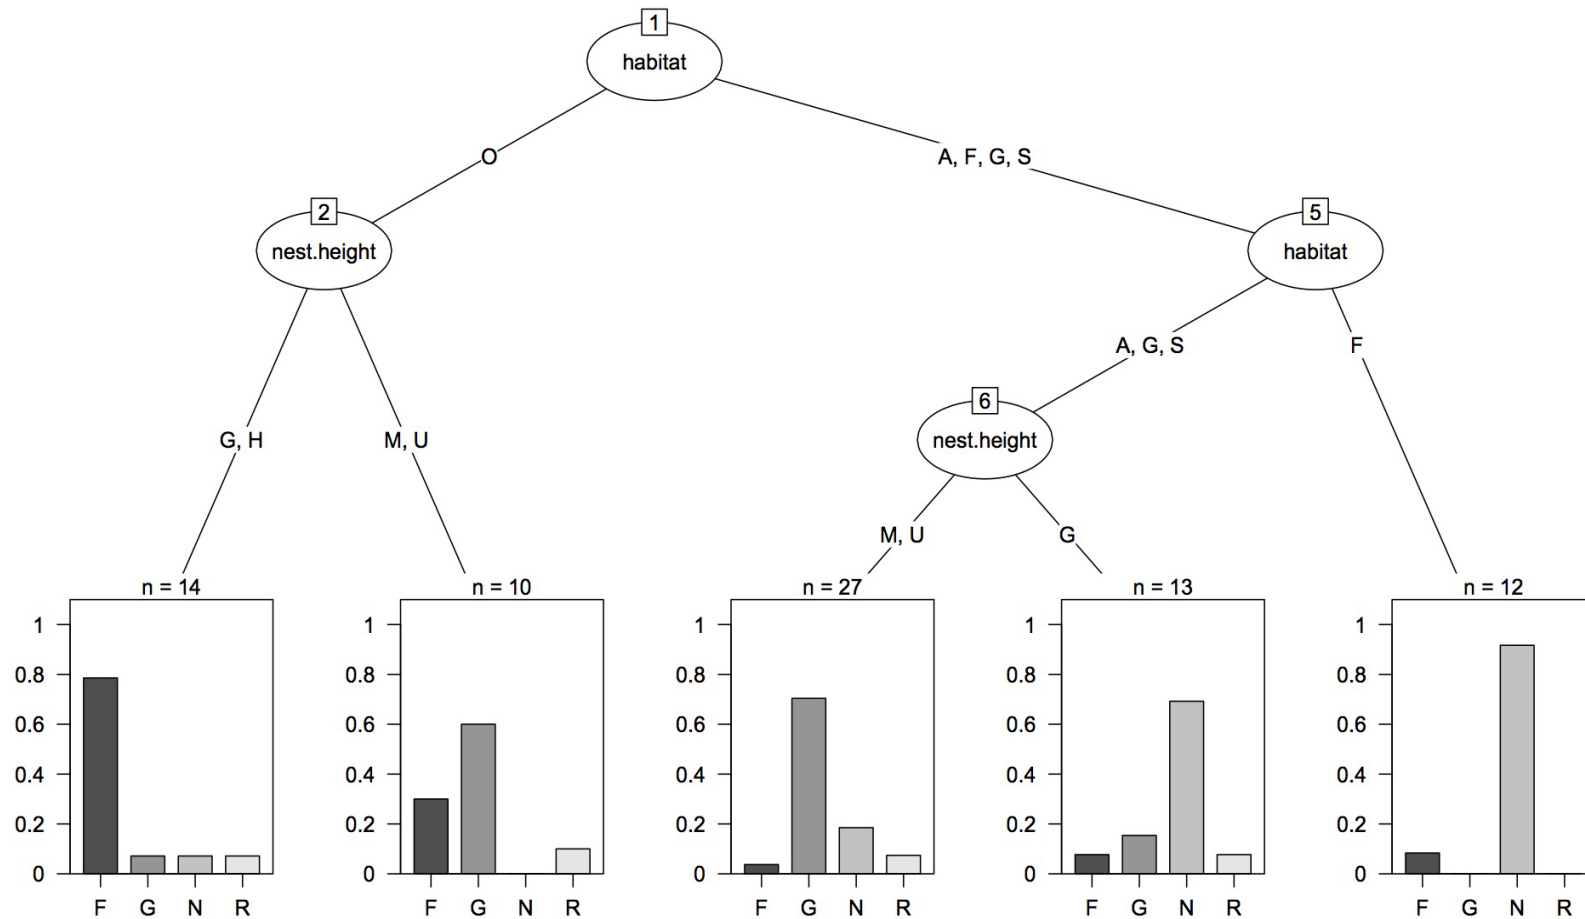 1
habitat
O
A, F, G, S
2
nest.height
5
habitat
A, G, S
F
6
nest.height
G, H
M, U
M, U
G
n = 14
1
0.8
0.6
0.4
0.2
0
F G N R
n = 10
1
0.8
0.6
0.4
0.2
0
F G N R
n = 27
1
0.8
0.6
0.4
0.2
0
F G N R
n = 13
1
0.8
0.6
0.4
0.2
0
F G N R
n = 12
1
0.8
0.6
0.4
0.2
0
F G N R